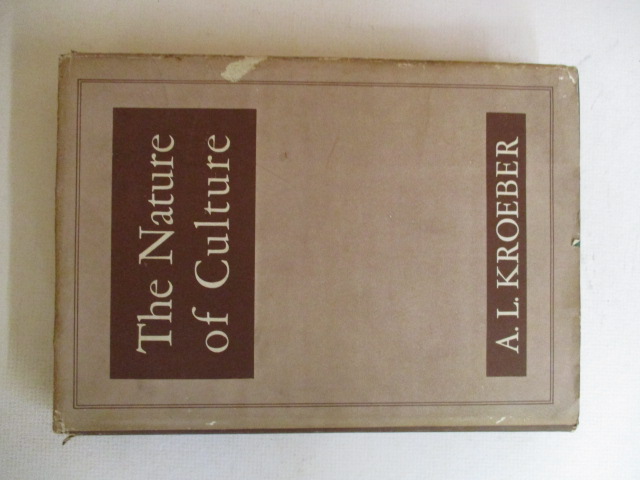 The Nature
of Culture
A. L. KROEBER